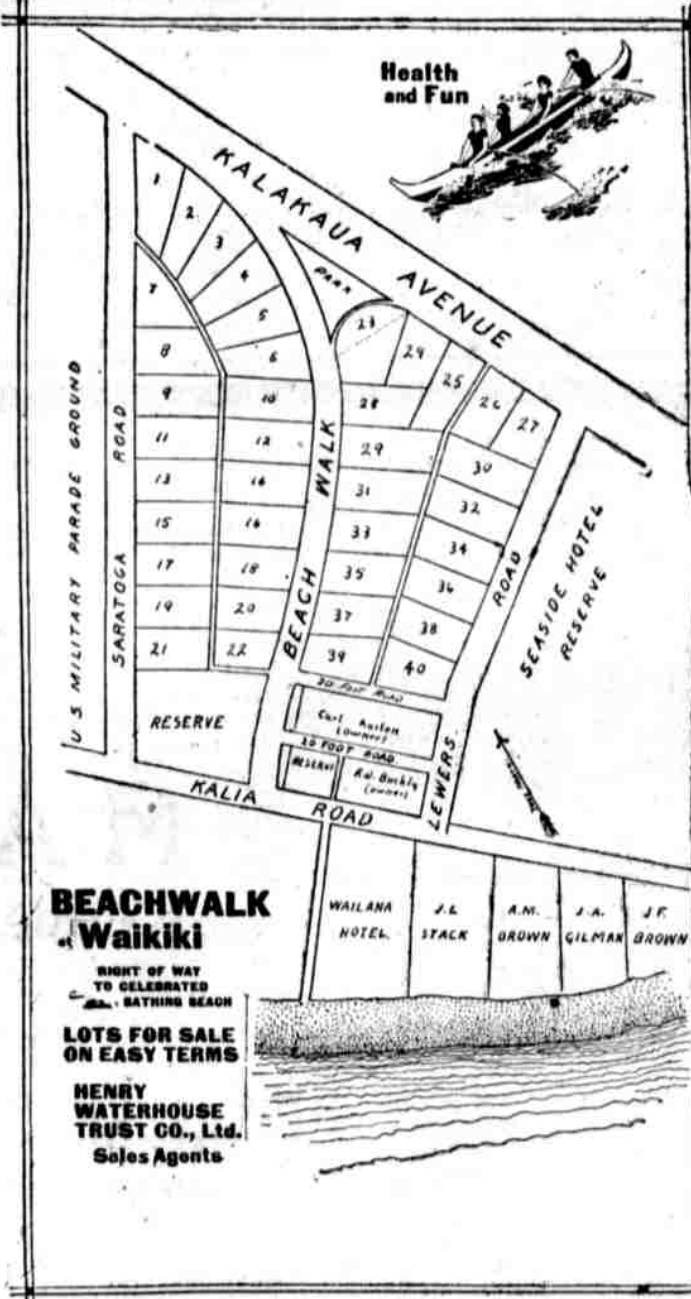 Health
and Fun
KALAKAUA AVENUE
PARK
1
2
3
4
5
6
7
8
9
10
11
12
13
14
15
16
17
18
19
20
21
22
23
24
25
26
27
28
29
30
31
32
33
34
35
36
37
38
39
40
U S MILITARY PARADE GROUND
SARATOGA ROAD
BEACH WALK
LEWERS ROAD
SEASIDE HOTEL
RESERVE
20 FOOT ROAD
Curl
(owner)
20 FOOT ROAD
RESERVE
RESERVE
(owner)
KALIA ROAD
WAILANA
HOTEL.
J.L
STACK
A.M.
BROWN
J.A.
GILMAN
J.F.
BROWN
BEACHWALK
at Waikiki
RIGHT OF WAY
TO CELEBRATED
BATHING BEACH
LOTS FOR SALE
ON EASY TERMS
HENRY
WATERHOUSE
TRUST CO., Ltd.
Sales Agents